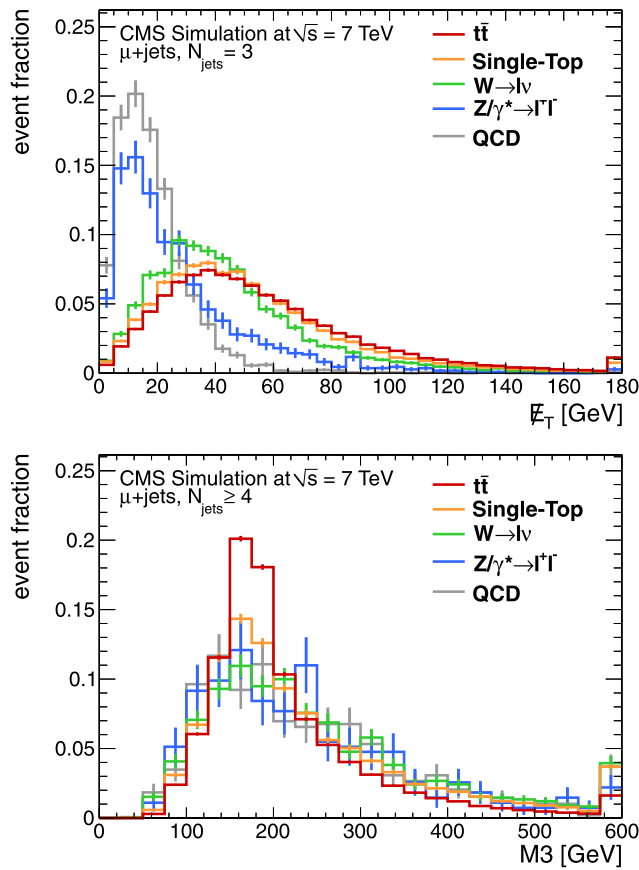 CMS Simulation at √s = 7 TeV
μ+jets, N_jets = 3
tt̄
Single-Top
W→lν
Z/γ*→l⁺l⁻
QCD
event fraction
0.25
0.2
0.15
0.1
0.05
0
0 20 40 60 80 100 120 140 160 180
E̸_T [GeV]
CMS Simulation at √s = 7 TeV
μ+jets, N_jets ≥ 4
tt̄
Single-Top
W→lν
Z/γ*→l⁺l⁻
QCD
event fraction
0.25
0.2
0.15
0.1
0.05
0
0 100 200 300 400 500 600
M3 [GeV]